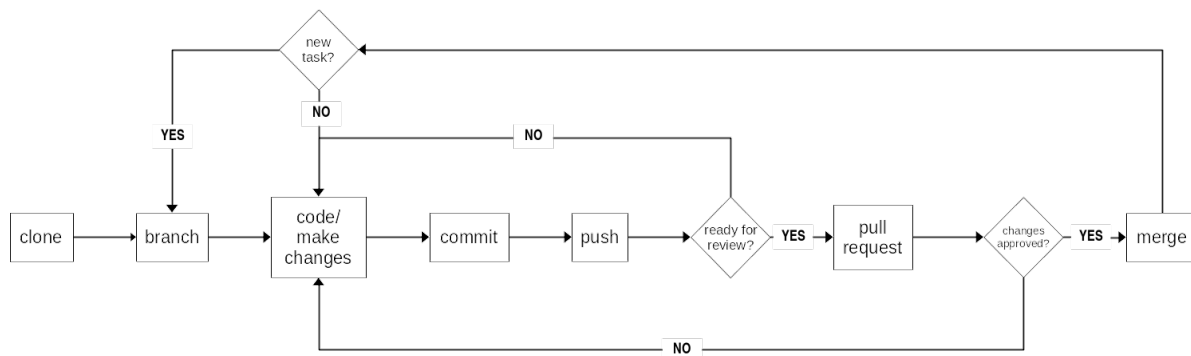 new
task?
NO
YES
NO
clone
branch
code/
make
changes
commit
push
ready for
review?
YES
pull
request
changes
approved?
YES
merge
NO